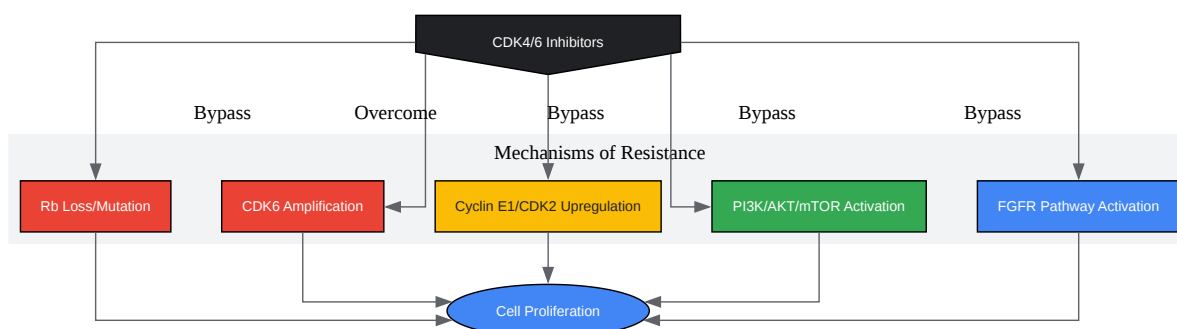 CDK4/6 Inhibitors
Bypass
Overcome
Bypass
Bypass
Bypass
Mechanisms of Resistance
Rb Loss/Mutation
CDK6 Amplification
Cyclin E1/CDK2 Upregulation
PI3K/AKT/mTOR Activation
FGFR Pathway Activation
Cell Proliferation